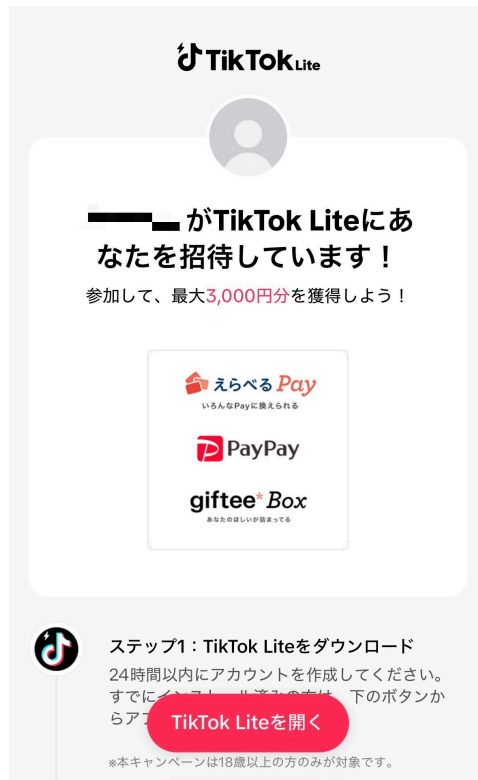 TikTok Lite
がTikTok Liteにあ
なたを招待しています！
参加して、最大3,000円分を獲得しよう！
えらべるPay
いろんなPayに換えられる
PayPay
giftee* Box
あなたのほしいが詰まってる
ステップ1：TikTok Liteをダウンロード
24時間以内にアカウントを作成してください。
すでに
下のボタンか
らア
TikTok Liteを開く
※本キャンペーンは18歳以上の方のみが対象です。